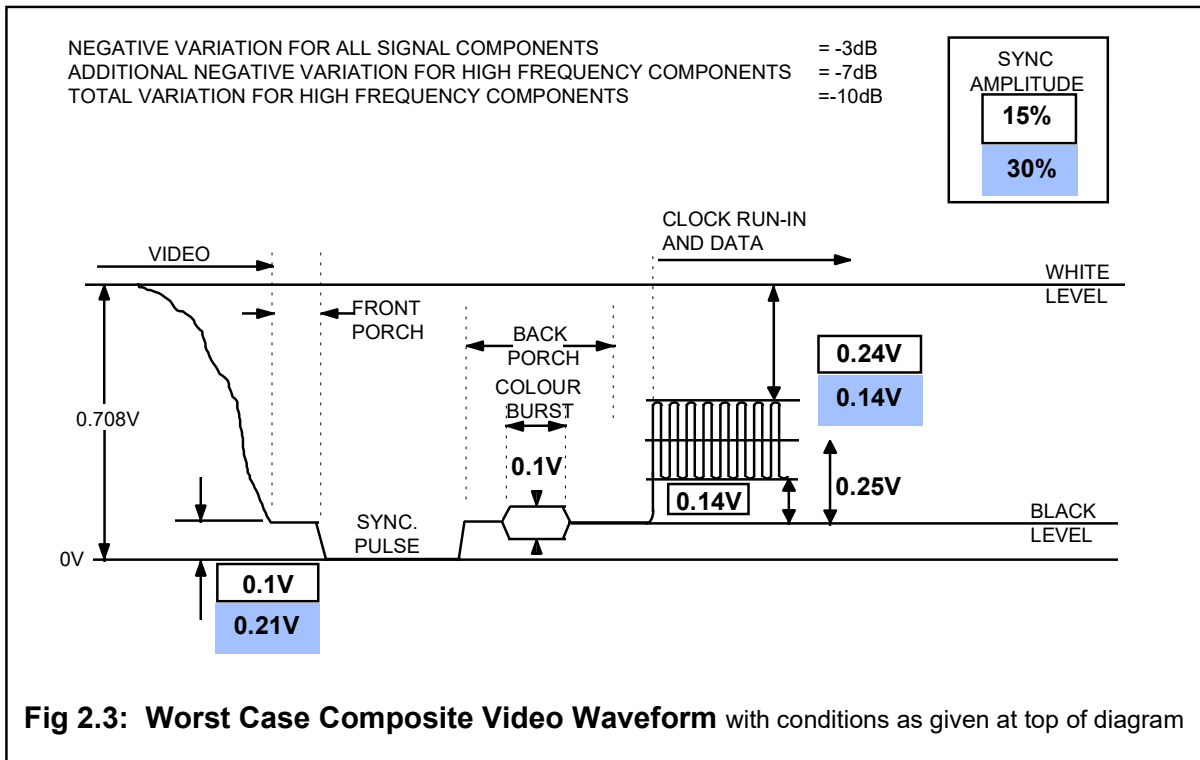 NEGATIVE VARIATION FOR ALL SIGNAL COMPONENTS = -3dB
ADDITIONAL NEGATIVE VARIATION FOR HIGH FREQUENCY COMPONENTS = -7dB
TOTAL VARIATION FOR HIGH FREQUENCY COMPONENTS =-10dB
SYNC
AMPLITUDE
15%
30%
CLOCK RUN-IN
AND DATA
VIDEO
WHITE
LEVEL
FRONT
PORCH
BACK
PORCH
COLOUR
BURST
0.24V
0.14V
0.708V
0.1V
0.14V
0.25V
SYNC.
PULSE
BLACK
LEVEL
0V
0.1V
0.21V
Fig 2.3: Worst Case Composite Video Waveform with conditions as given at top of diagram